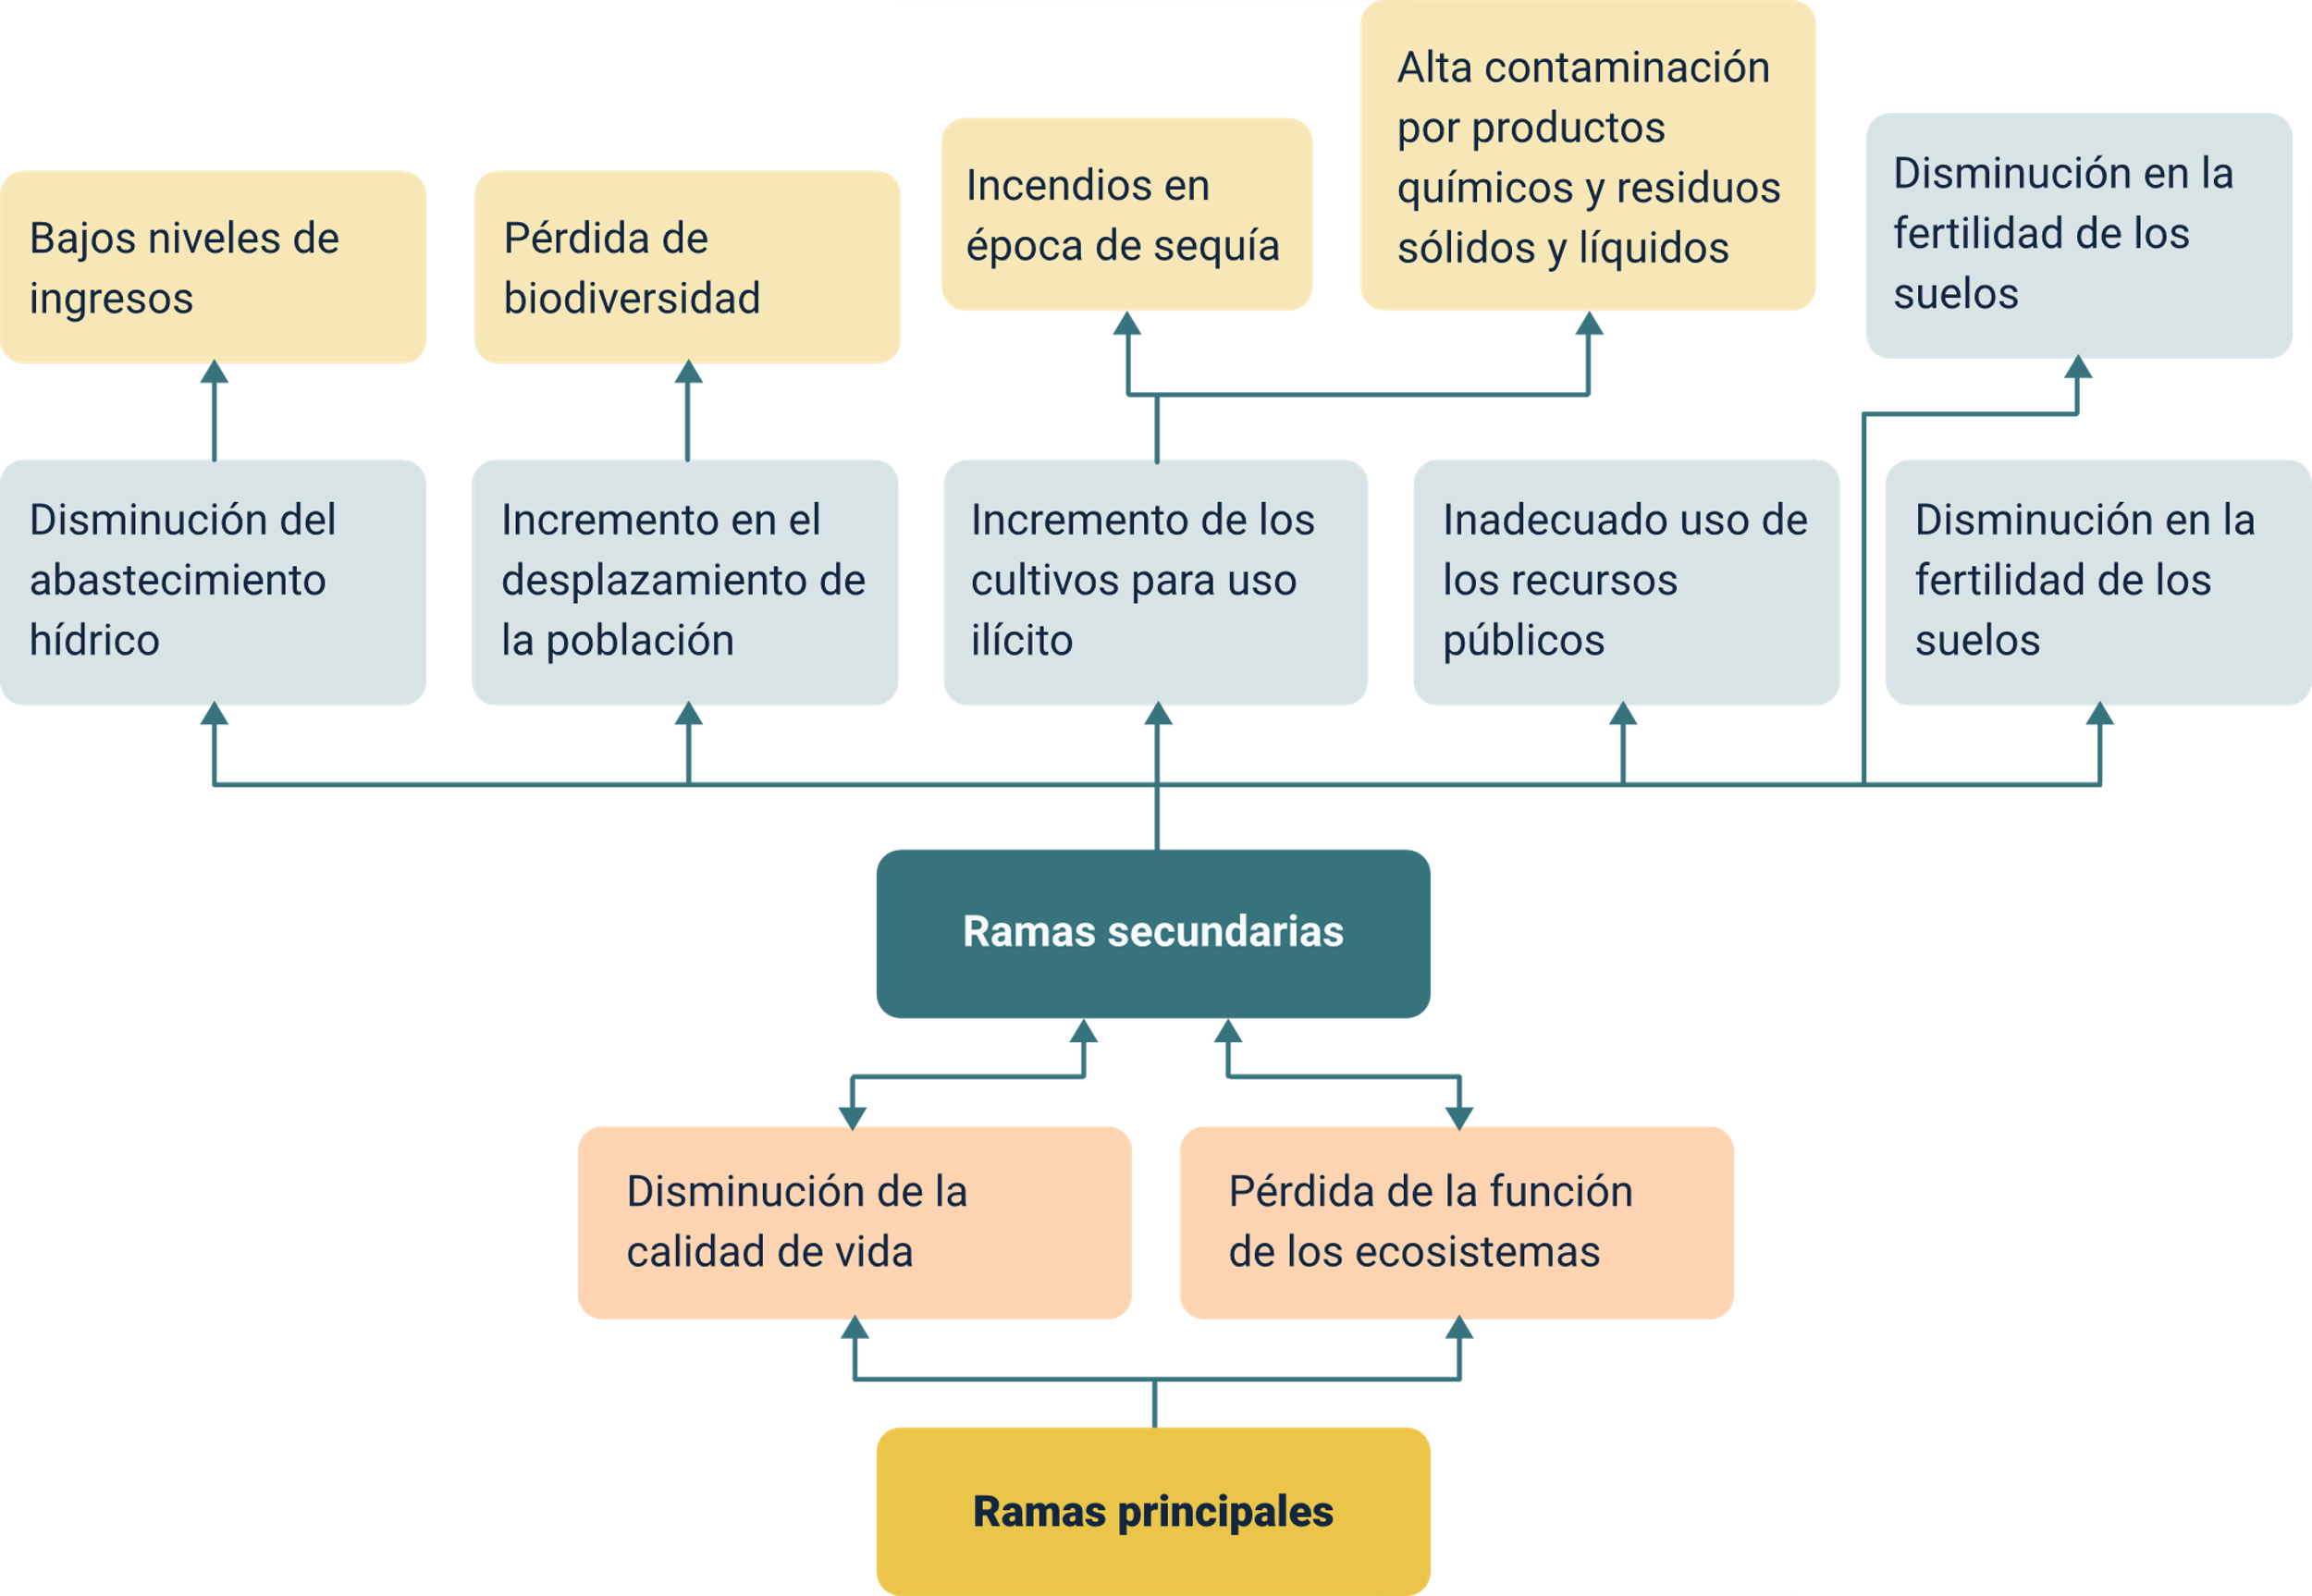 Alta contaminación
por productos
químicos y residuos
sólidos y líquidos
Incendios en
época de sequía
Disminución en la
fertilidad de los
suelos
Bajos niveles de
ingresos
Pérdida de
biodiversidad
Disminución del
abastecimiento
hídrico
Incremento en el
desplazamiento de
la población
Incremento de los
cultivos para uso
ilícito
Inadecuado uso de
los recursos
públicos
Disminución en la
fertilidad de los
suelos
Ramas secundarias
Disminución de la
calidad de vida
Pérdida de la función
de los ecosistemas
Ramas principales